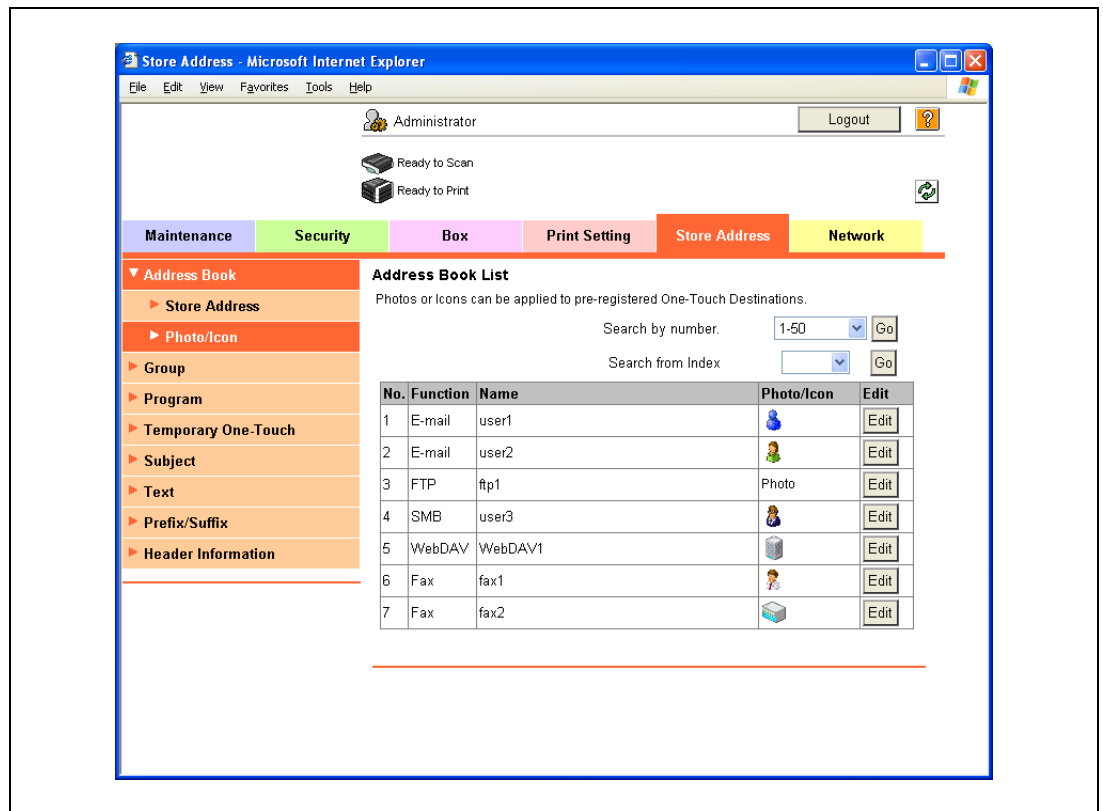 Store Address - Microsoft Internet Explorer
File Edit View Favorites Tools Help
Administrator Logout ?
Ready to Scan
Ready to Print
Maintenance Security Box Print Setting Store Address Network
Address Book
Store Address
Photo/Icon
Group
Program
Temporary One-Touch
Subject
Text
Prefix/Suffix
Header Information
Address Book List
Photos or Icons can be applied to pre-registered One-Touch Destinations.
Search by number. 1-50 Go
Search from Index Go
No. Function Name Photo/Icon Edit
1 E-mail user1 Edit
2 E-mail user2 Edit
3 FTP ftp1 Photo Edit
4 SMB user3 Edit
5 WebDAV WebDAV1 Edit
6 Fax fax1 Edit
7 Fax fax2 Edit